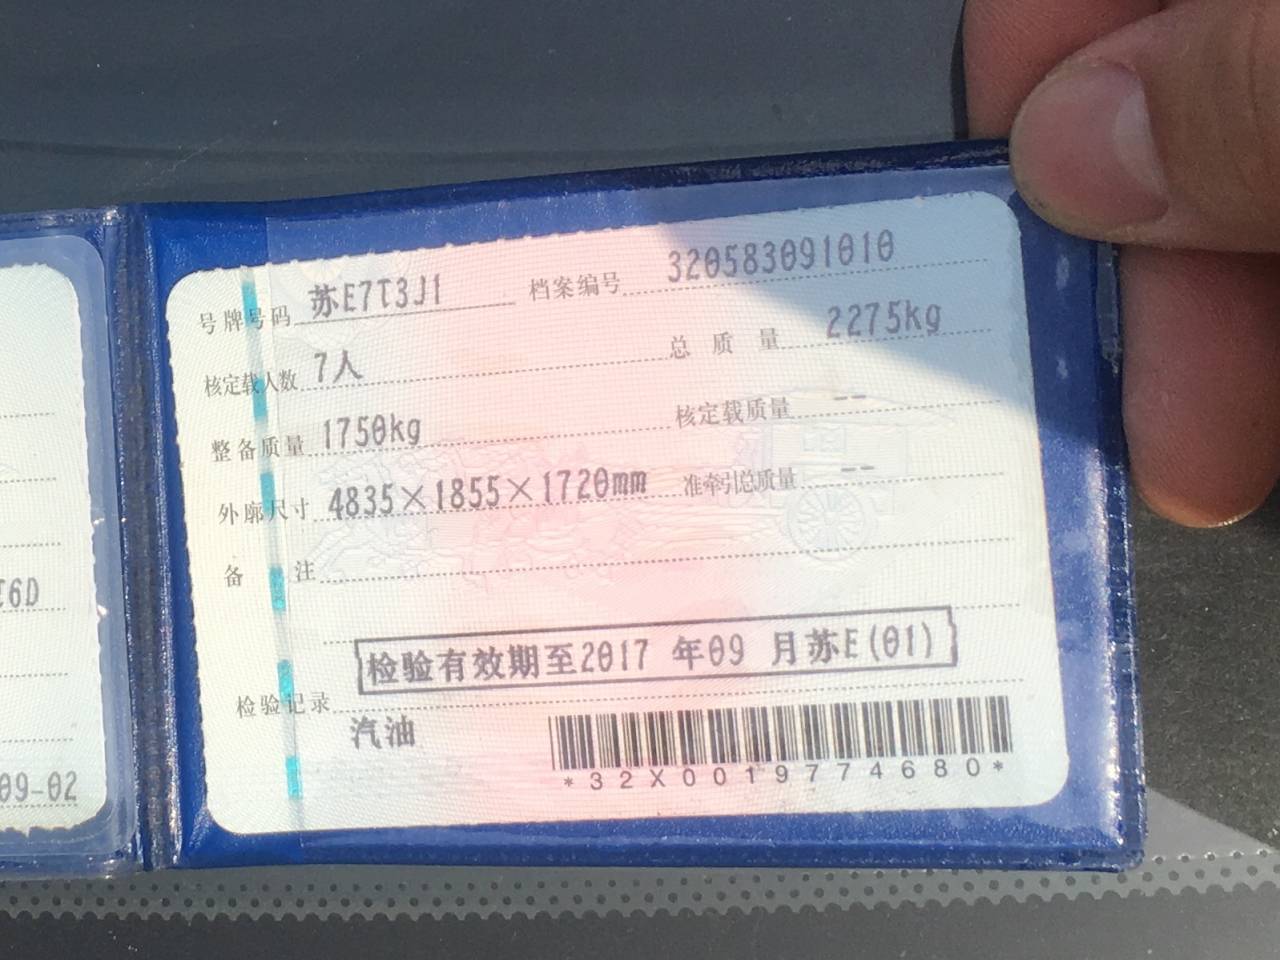 号牌号码 苏E7T3J1 档案编号 320583091010
核定载人数 7人 总质量 2275kg
整备质量 1750kg 核定载质量 --
外廓尺寸 4835×1855×1720mm 准牵引总质量 --
备注
检验有效期至2017 年09 月苏E(01)
检验记录
汽油
*32X0019774680*
6D
09-02